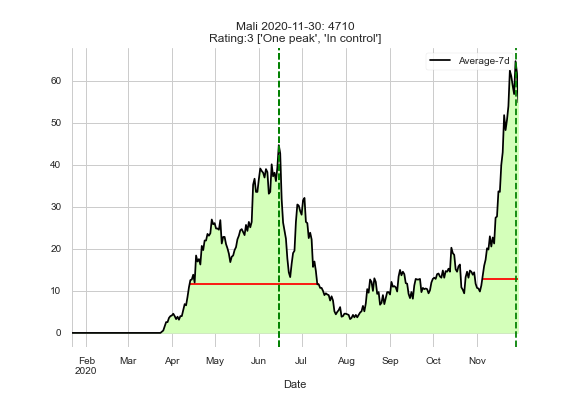 Mali 2020-11-30: 4710
Rating:3 ['One peak', 'In control']
Average-7d
60
50
40
30
20
10
0
Feb Mar Apr May Jun Jul Aug Sep Oct Nov
2020
Date